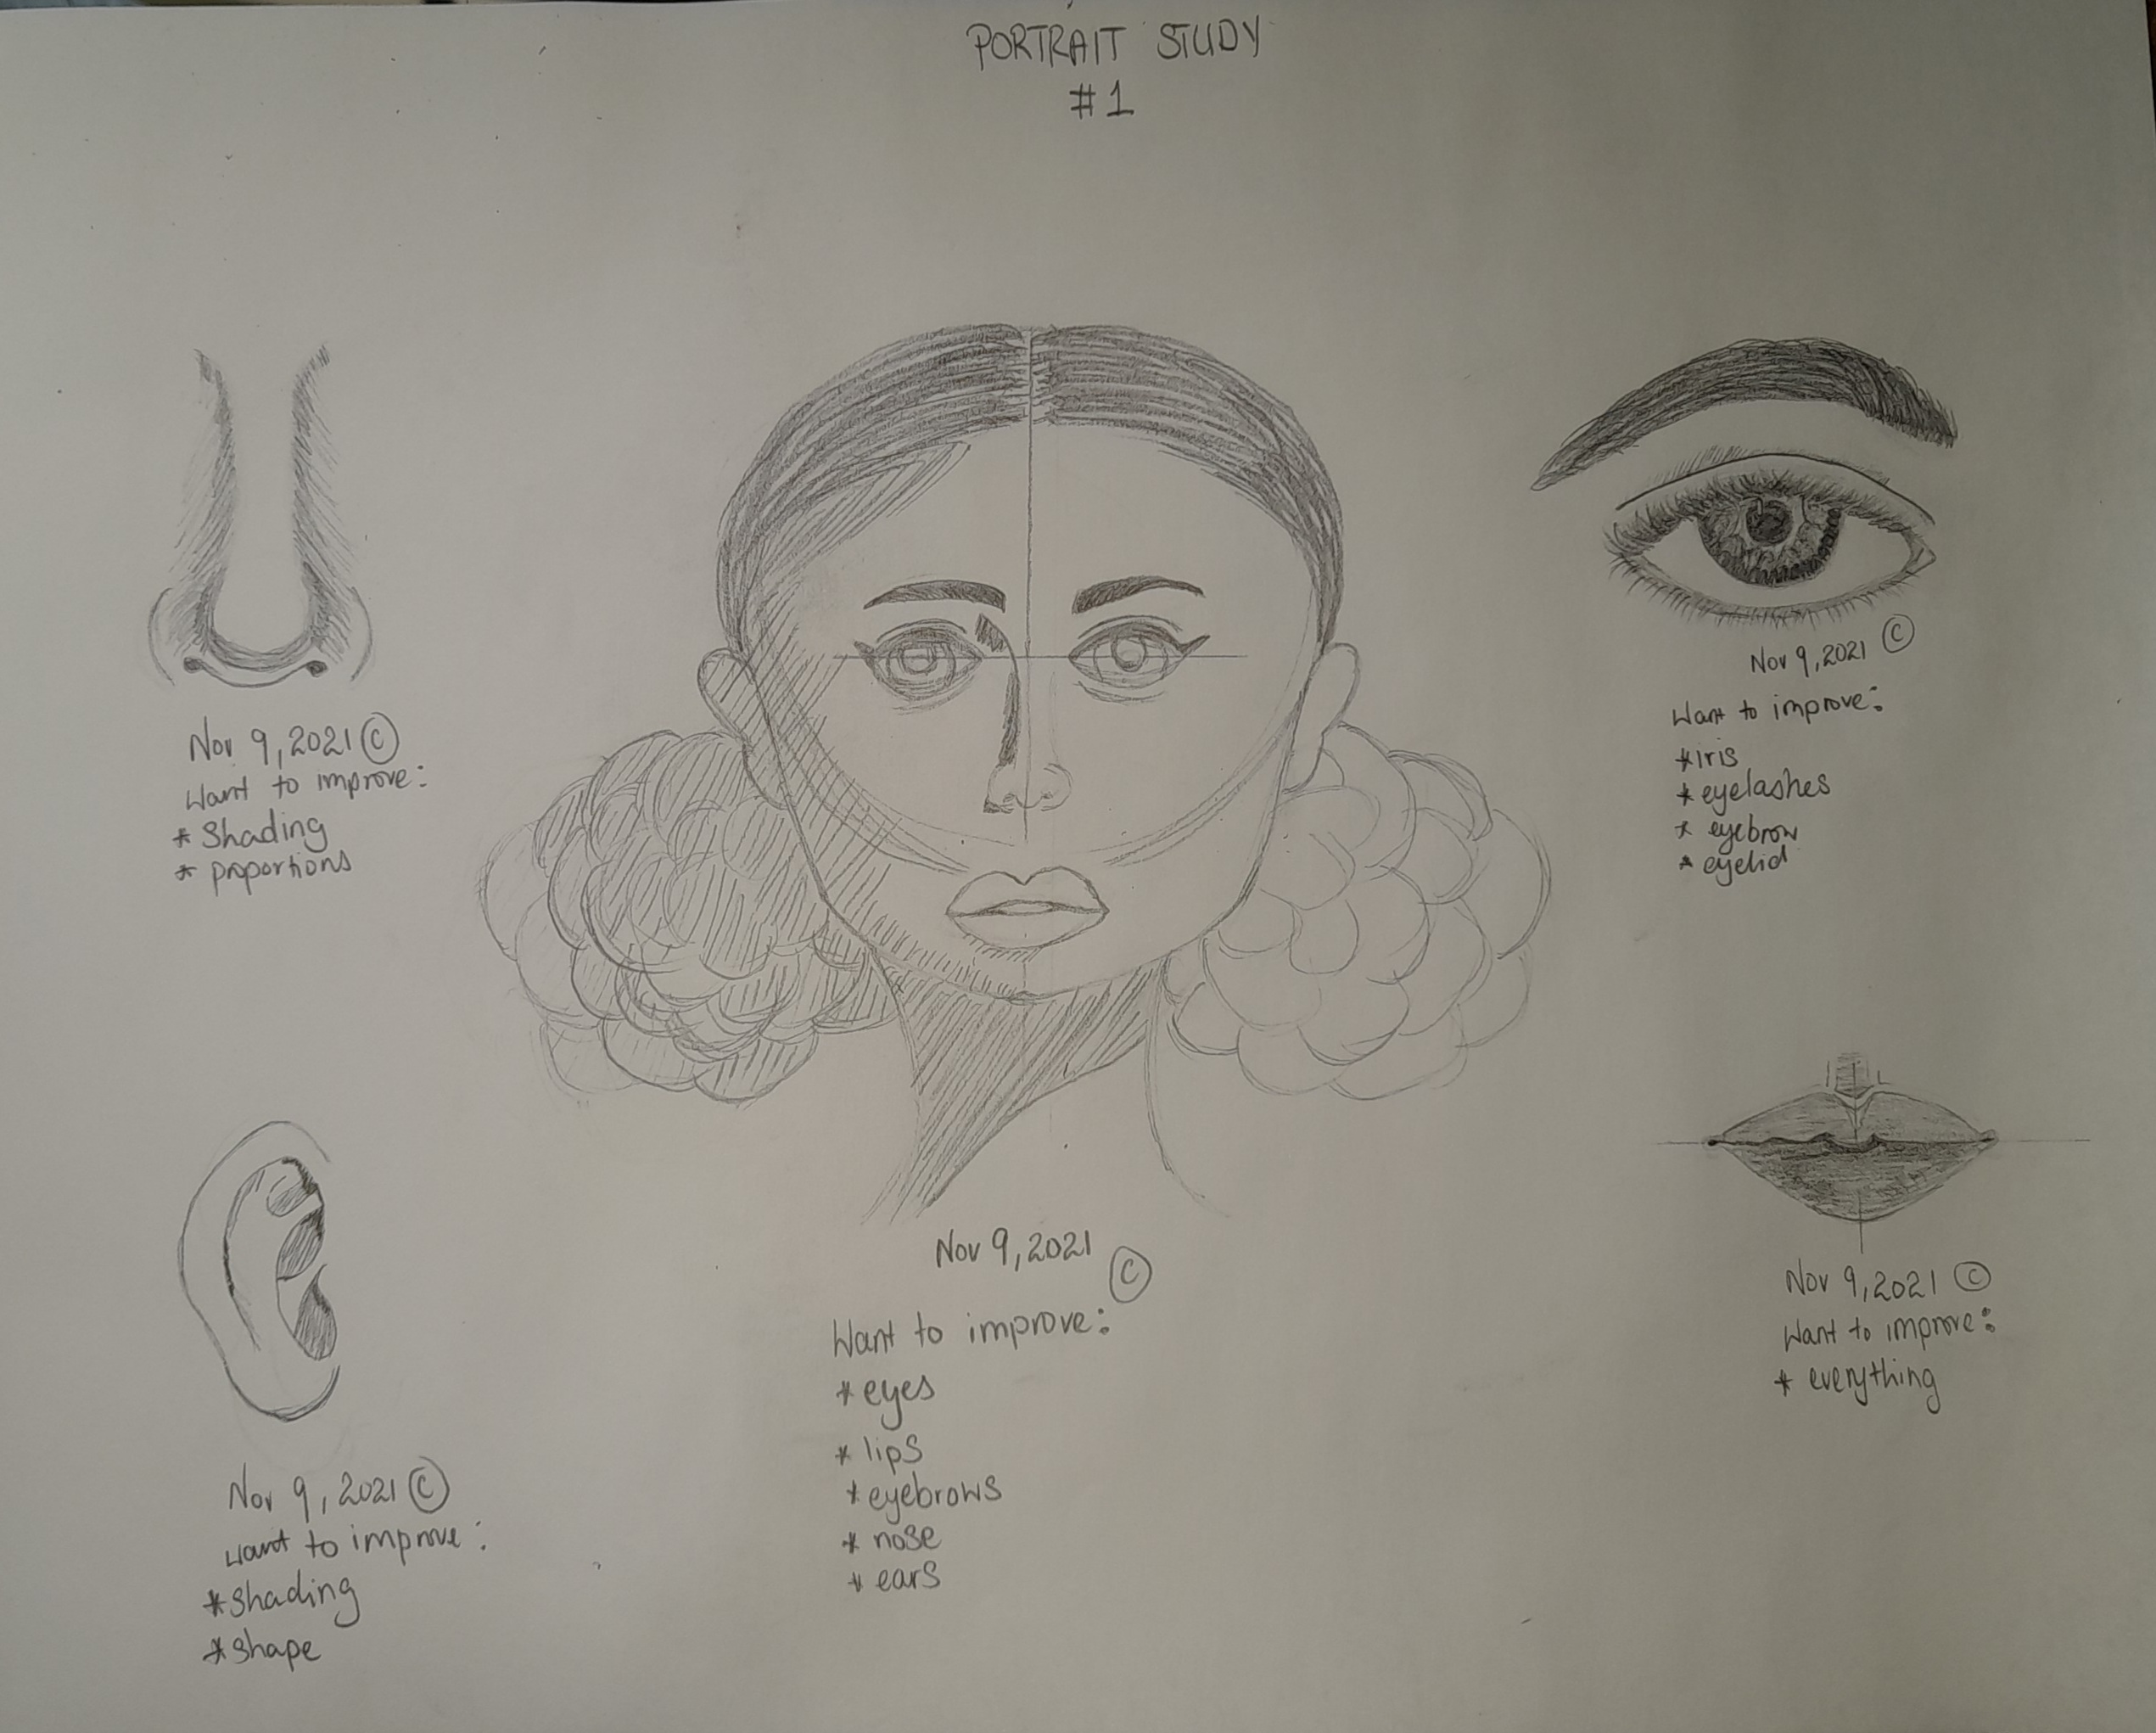 PORTRAIT STUDY
#1
Nov 9, 2021 ©
Want to improve:
* Shading
* proportions
Nov 9, 2021 ©
Want to improve:
* iris
* eyelashes
* eyebrow
* eyelid
Nov 9, 2021 ©
want to improve:
* shading
* shape
Nov 9, 2021 ©
Want to improve:
* eyes
* lips
* eyebrows
* nose
* ears
Nov 9, 2021 ©
Want to improve:
* everything